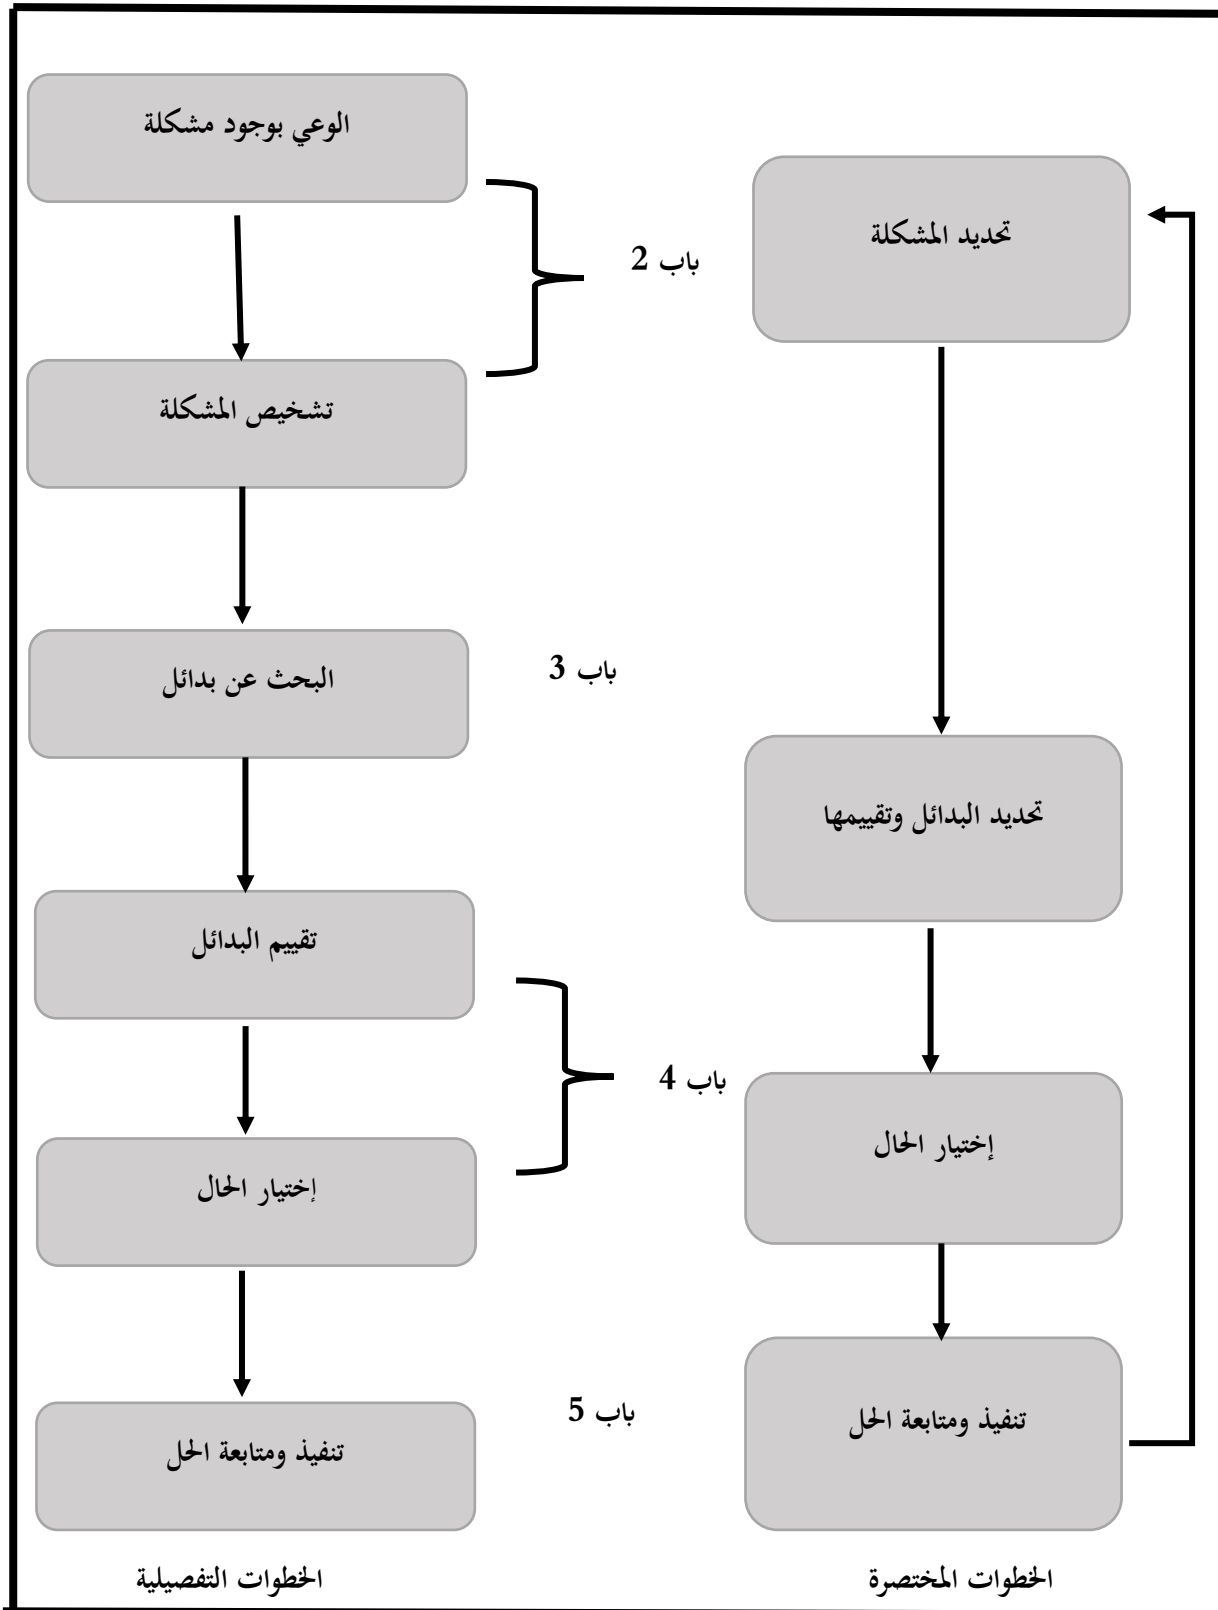 الوعي بوجود مشكلة
تحديد المشكلة
باب 2
تشخيص المشكلة
باب 3
البحث عن بدائل
تحديد البدائل وتقييمها
تقييم البدائل
باب 4
إختيار الحال
إختيار الحال
باب 5
تنفيذ ومتابعة الحل
تنفيذ ومتابعة الحل
الخطوات المختصرة
الخطوات التفصيلية